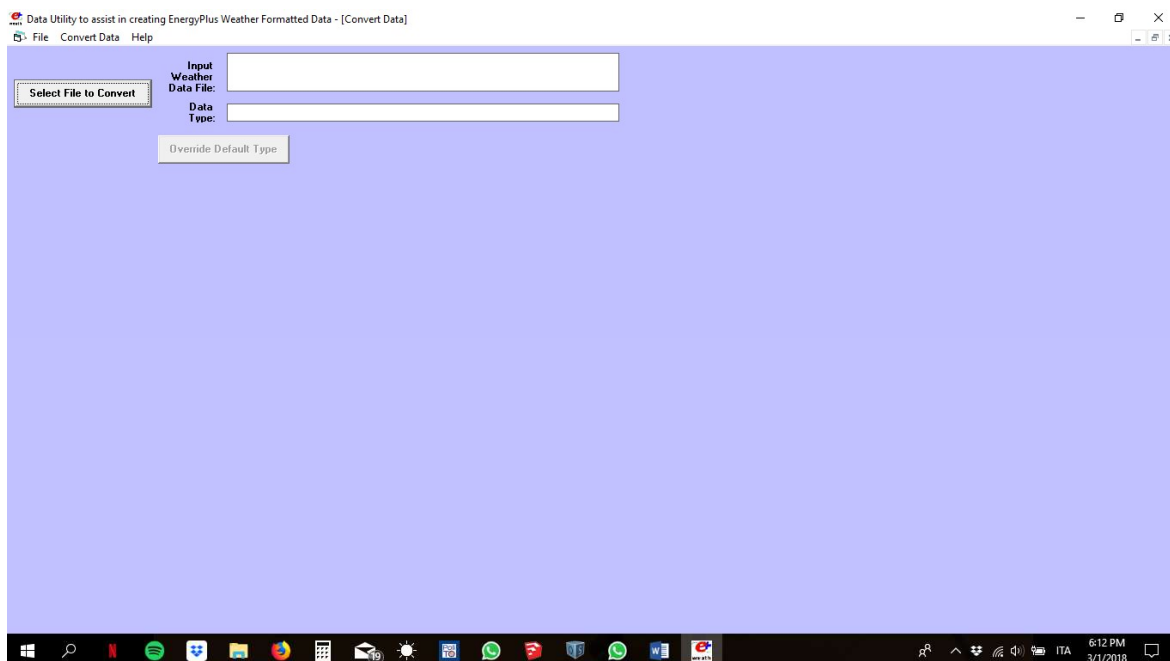 Data Utility to assist in creating EnergyPlus Weather Formatted Data - [Convert Data]
File Convert Data Help
Select File to Convert
Input
Weather
Data File:
Data
Type:
Override Default Type
19
ITA
6:12 PM
3/1/2018